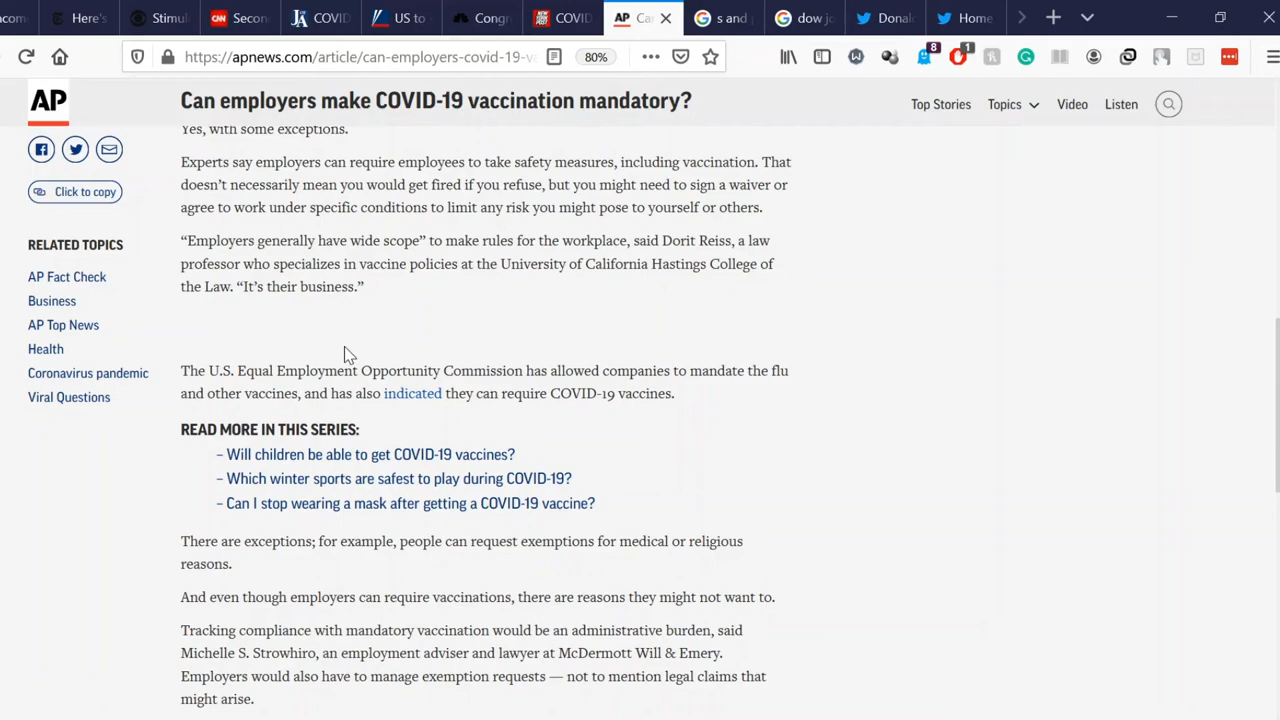 Here's
Stimul
CNN Secon
JA COVID
US to
Congr
NEW YORK POST COVID
AP Ca
G s and
G dow jo
Donal
Home
https://apnews.com/article/can-employers-covid-19-v
80%
8
1
AP
Can employers make COVID-19 vaccination mandatory?
Top Stories
Topics
Video
Listen
Click to copy
RELATED TOPICS
AP Fact Check
Business
AP Top News
Health
Coronavirus pandemic
Viral Questions
Yes, with some exceptions.
Experts say employers can require employees to take safety measures, including vaccination. That
doesn't necessarily mean you would get fired if you refuse, but you might need to sign a waiver or
agree to work under specific conditions to limit any risk you might pose to yourself or others.
“Employers generally have wide scope” to make rules for the workplace, said Dorit Reiss, a law
professor who specializes in vaccine policies at the University of California Hastings College of
the Law. “It's their business.”
The U.S. Equal Employment Opportunity Commission has allowed companies to mandate the flu
and other vaccines, and has also indicated they can require COVID-19 vaccines.
READ MORE IN THIS SERIES:
– Will children be able to get COVID-19 vaccines?
– Which winter sports are safest to play during COVID-19?
– Can I stop wearing a mask after getting a COVID-19 vaccine?
There are exceptions; for example, people can request exemptions for medical or religious
reasons.
And even though employers can require vaccinations, there are reasons they might not want to.
Tracking compliance with mandatory vaccination would be an administrative burden, said
Michelle S. Strowhiro, an employment adviser and lawyer at McDermott Will & Emery.
Employers would also have to manage exemption requests — not to mention legal claims that
might arise.